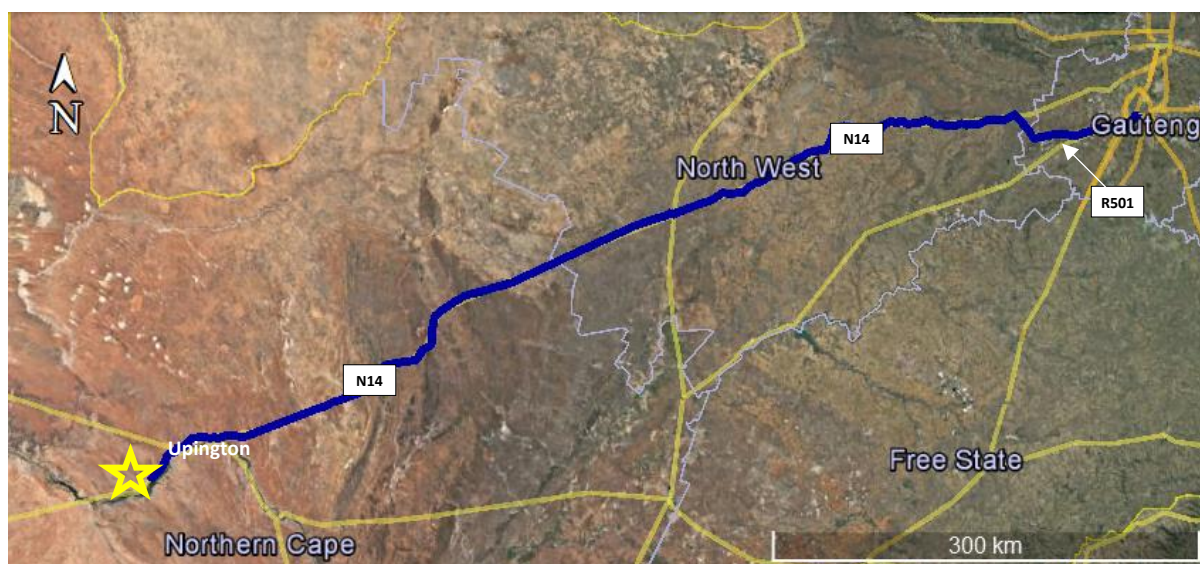 N
N14
Gauteng
North West
R501
N14
Upington
Free State
Northern Cape
300 km